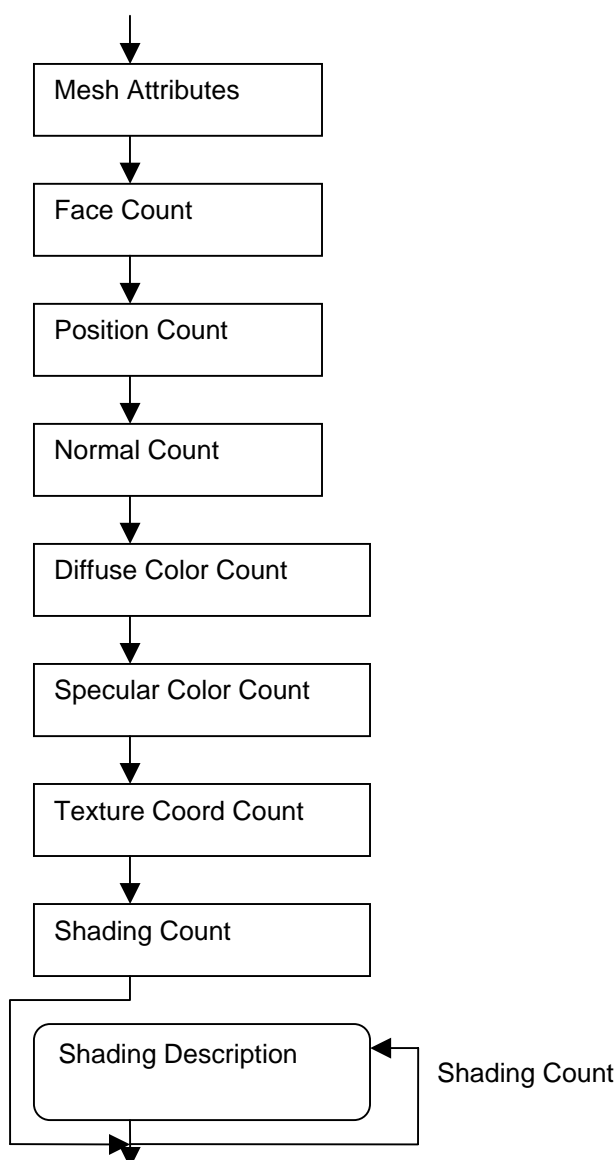 Mesh Attributes
Face Count
Position Count
Normal Count
Diffuse Color Count
Specular Color Count
Texture Coord Count
Shading Count
Shading Description
Shading Count